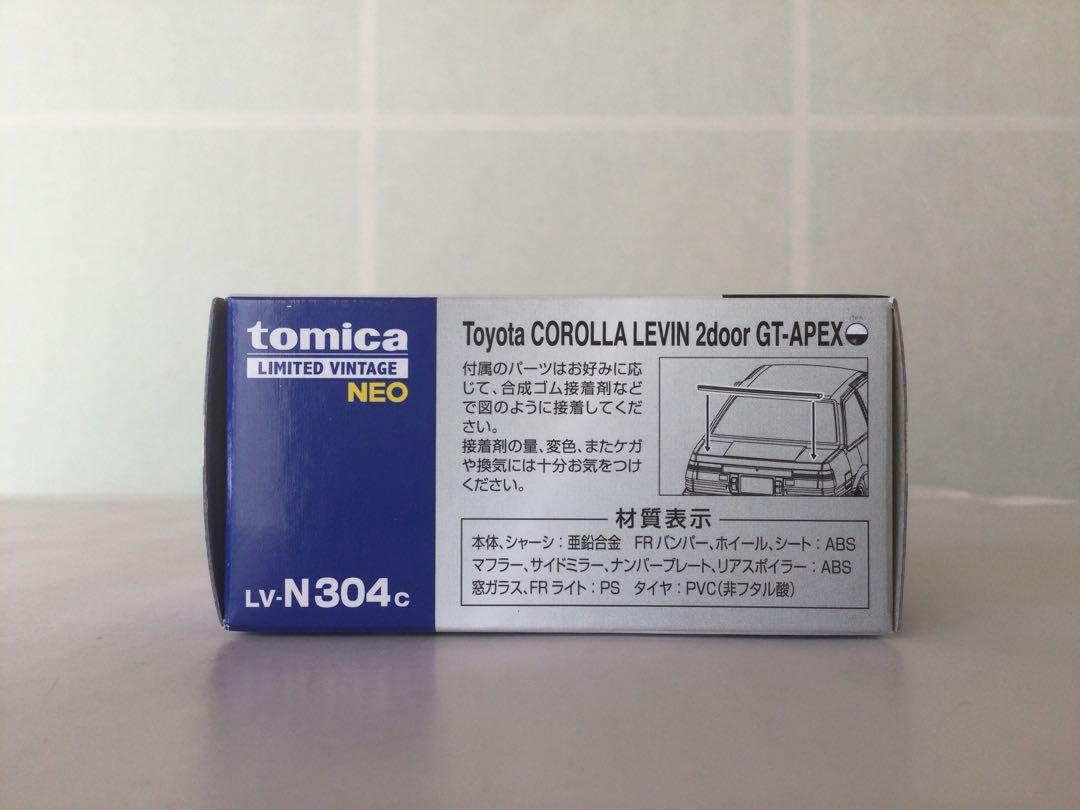 tomica
LIMITED VINTAGE
NEO
LV-N304c
Toyota COROLLA LEVIN 2door GT-APEX
付属のパーツはお好みに応
じて、合成ゴム接着剤など
で図のように接着してくだ
さい。
接着剤の量、変色、またケガ
や換気には十分お気をつけ
ください。
材質表示
本体、シャーシ：亜鉛合金 FRバンパー、ホイール、シート：ABS
マフラー、サイドミラー、ナンバープレート、リアスポイラー：ABS
窓ガラス、FRライト：PS タイヤ：PVC（非フタル酸）